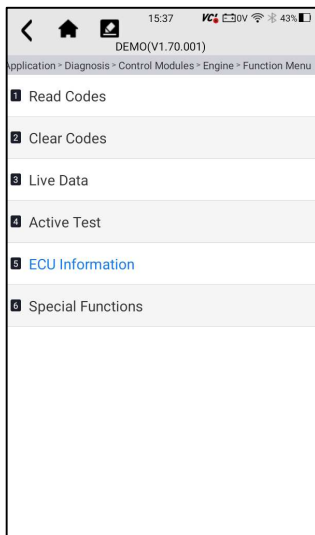 15:37 VCI 0V 43%
DEMO(V1.70.001)
Application > Diagnosis > Control Modules > Engine > Function Menu
1 Read Codes
2 Clear Codes
3 Live Data
4 Active Test
5 ECU Information
6 Special Functions